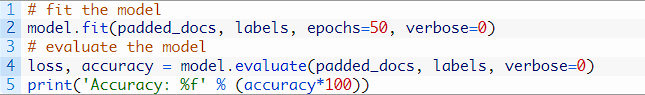 1 # fit the model
2 model.fit(padded_docs, labels, epochs=50, verbose=0)
3 # evaluate the model
4 loss, accuracy = model.evaluate(padded_docs, labels, verbose=0)
5 print('Accuracy: %f' % (accuracy*100))